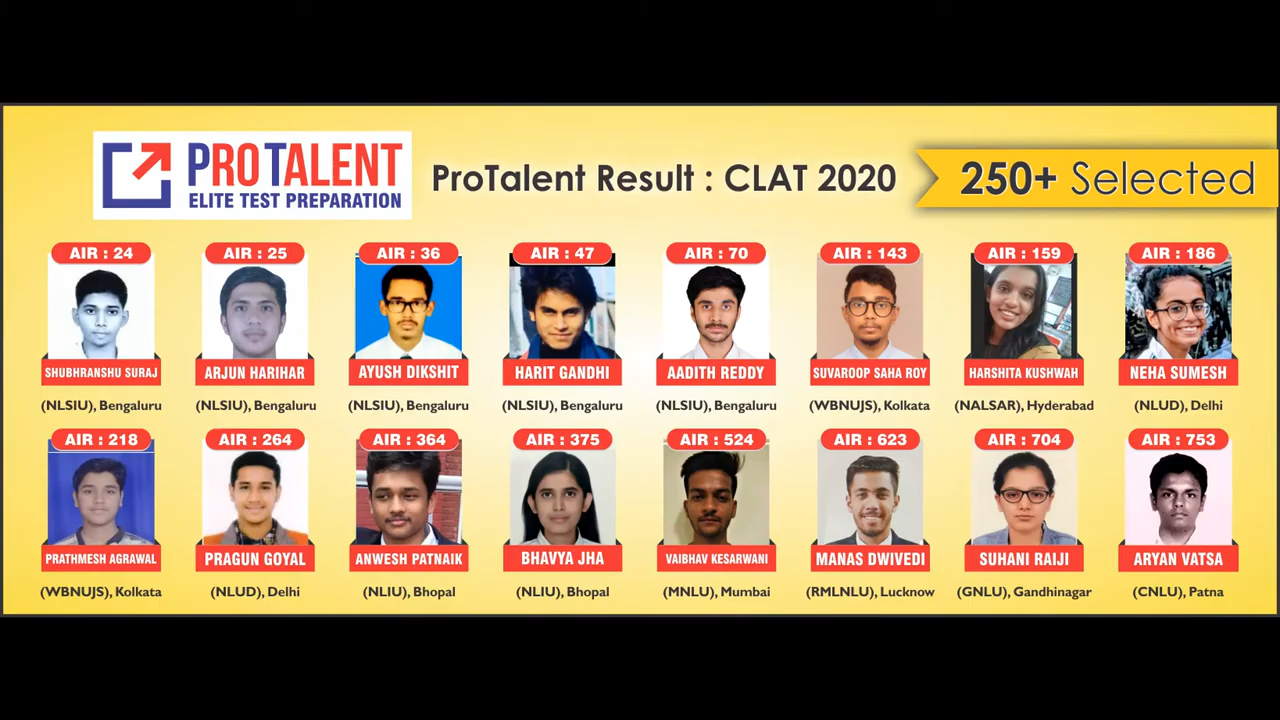 PROTALENT
ELITE TEST PREPARATION
ProTalent Result : CLAT 2020
250+ Selected
AIR : 24 AIR : 25 AIR : 36 AIR : 47 AIR : 70 AIR : 143 AIR : 159 AIR : 186
SHUBHRANSHU SURAJ ARJUN HARIHAR AYUSH DIKSHIT HARIT GANDHI AADITH REDDY SUVAROOP SAHA ROY HARSHITA KUSHWAH NEHA SUMESH
(NLSIU), Bengaluru (NLSIU), Bengaluru (NLSIU), Bengaluru (NLSIU), Bengaluru (NLSIU), Bengaluru (WBNUJS), Kolkata (NALSAR), Hyderabad (NLUD), Delhi
AIR : 218 AIR : 264 AIR : 364 AIR : 375 AIR : 524 AIR : 623 AIR : 704 AIR : 753
PRATHMESH AGRAWAL PRAGUN GOYAL ANWESH PATNAIK BHAVYA JHA VAIBHAV KESARWANI MANAS DWIVEDI SUHANI RAIJI ARYAN VATSA
(WBNUJS), Kolkata (NLUD), Delhi (NLIU), Bhopal (NLIU), Bhopal (MNLU), Mumbai (RMLNLU), Lucknow (GNLU), Gandhinagar (CNLU), Patna